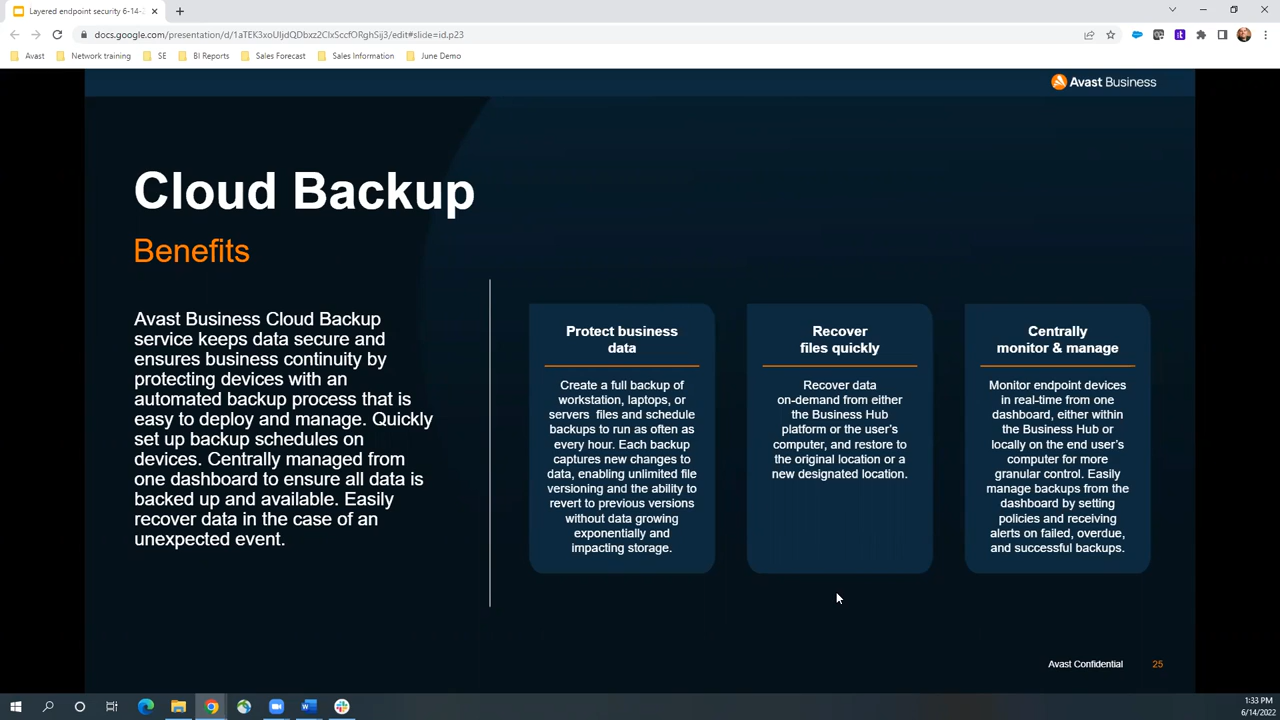 Layered endpoint security 6-14-2
docs.google.com/presentation/d/1aTEK3xoUljdQDbxz2ClxSccfORghSij3/edit#slide=id.p23
Avast
Network training
SE
BI Reports
Sales Forecast
Sales Information
June Demo
Avast Business
Cloud Backup
Benefits
Avast Business Cloud Backup
service keeps data secure and
ensures business continuity by
protecting devices with an
automated backup process that is
easy to deploy and manage. Quickly
set up backup schedules on
devices. Centrally managed from
one dashboard to ensure all data is
backed up and available. Easily
recover data in the case of an
unexpected event.
Protect business
data
Create a full backup of
workstation, laptops, or
servers files and schedule
backups to run as often as
every hour. Each backup
captures new changes to
data, enabling unlimited file
versioning and the ability to
revert to previous versions
without data growing
exponentially and
impacting storage.
Recover
files quickly
Recover data
on-demand from either
the Business Hub
platform or the user's
computer, and restore to
the original location or a
new designated location.
Centrally
monitor & manage
Monitor endpoint devices
in real-time from one
dashboard, either within
the Business Hub or
locally on the end user's
computer for more
granular control. Easily
manage backups from the
dashboard by setting
policies and receiving
alerts on failed, overdue,
and successful backups.
Avast Confidential
25
1:33 PM
6/14/2022